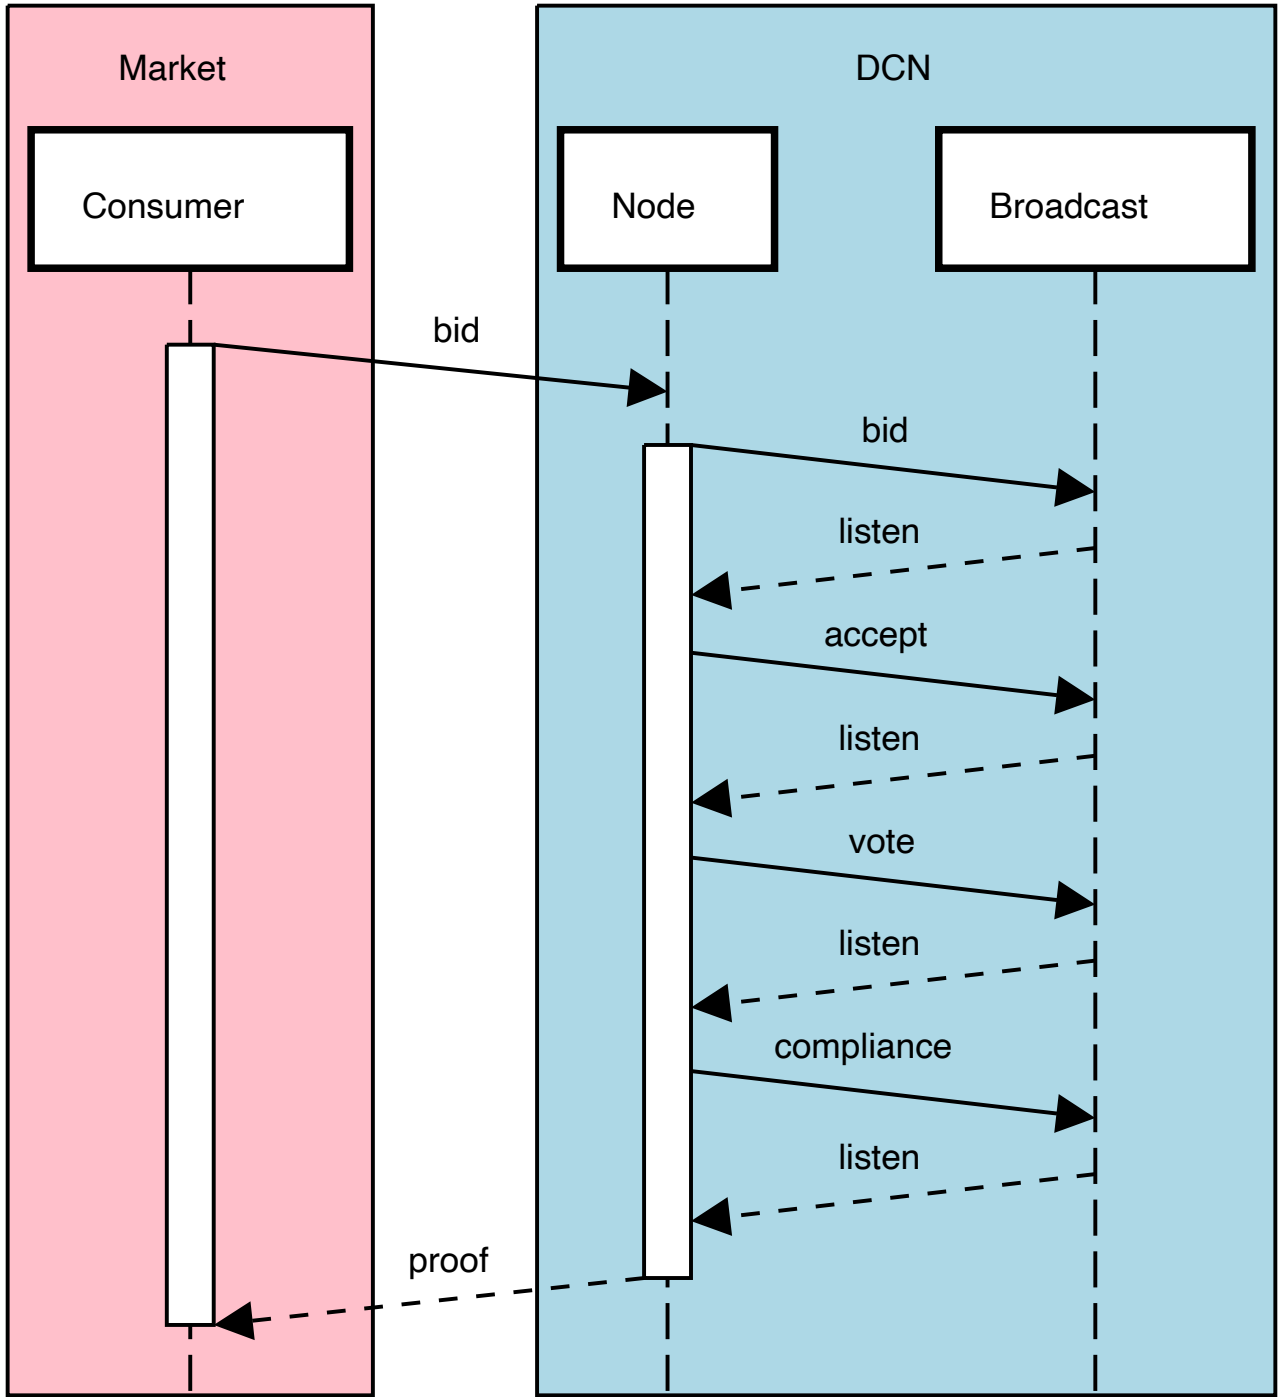 Market
DCN
Consumer
Node
Broadcast
bid
bid
listen
accept
listen
vote
listen
compliance
listen
proof